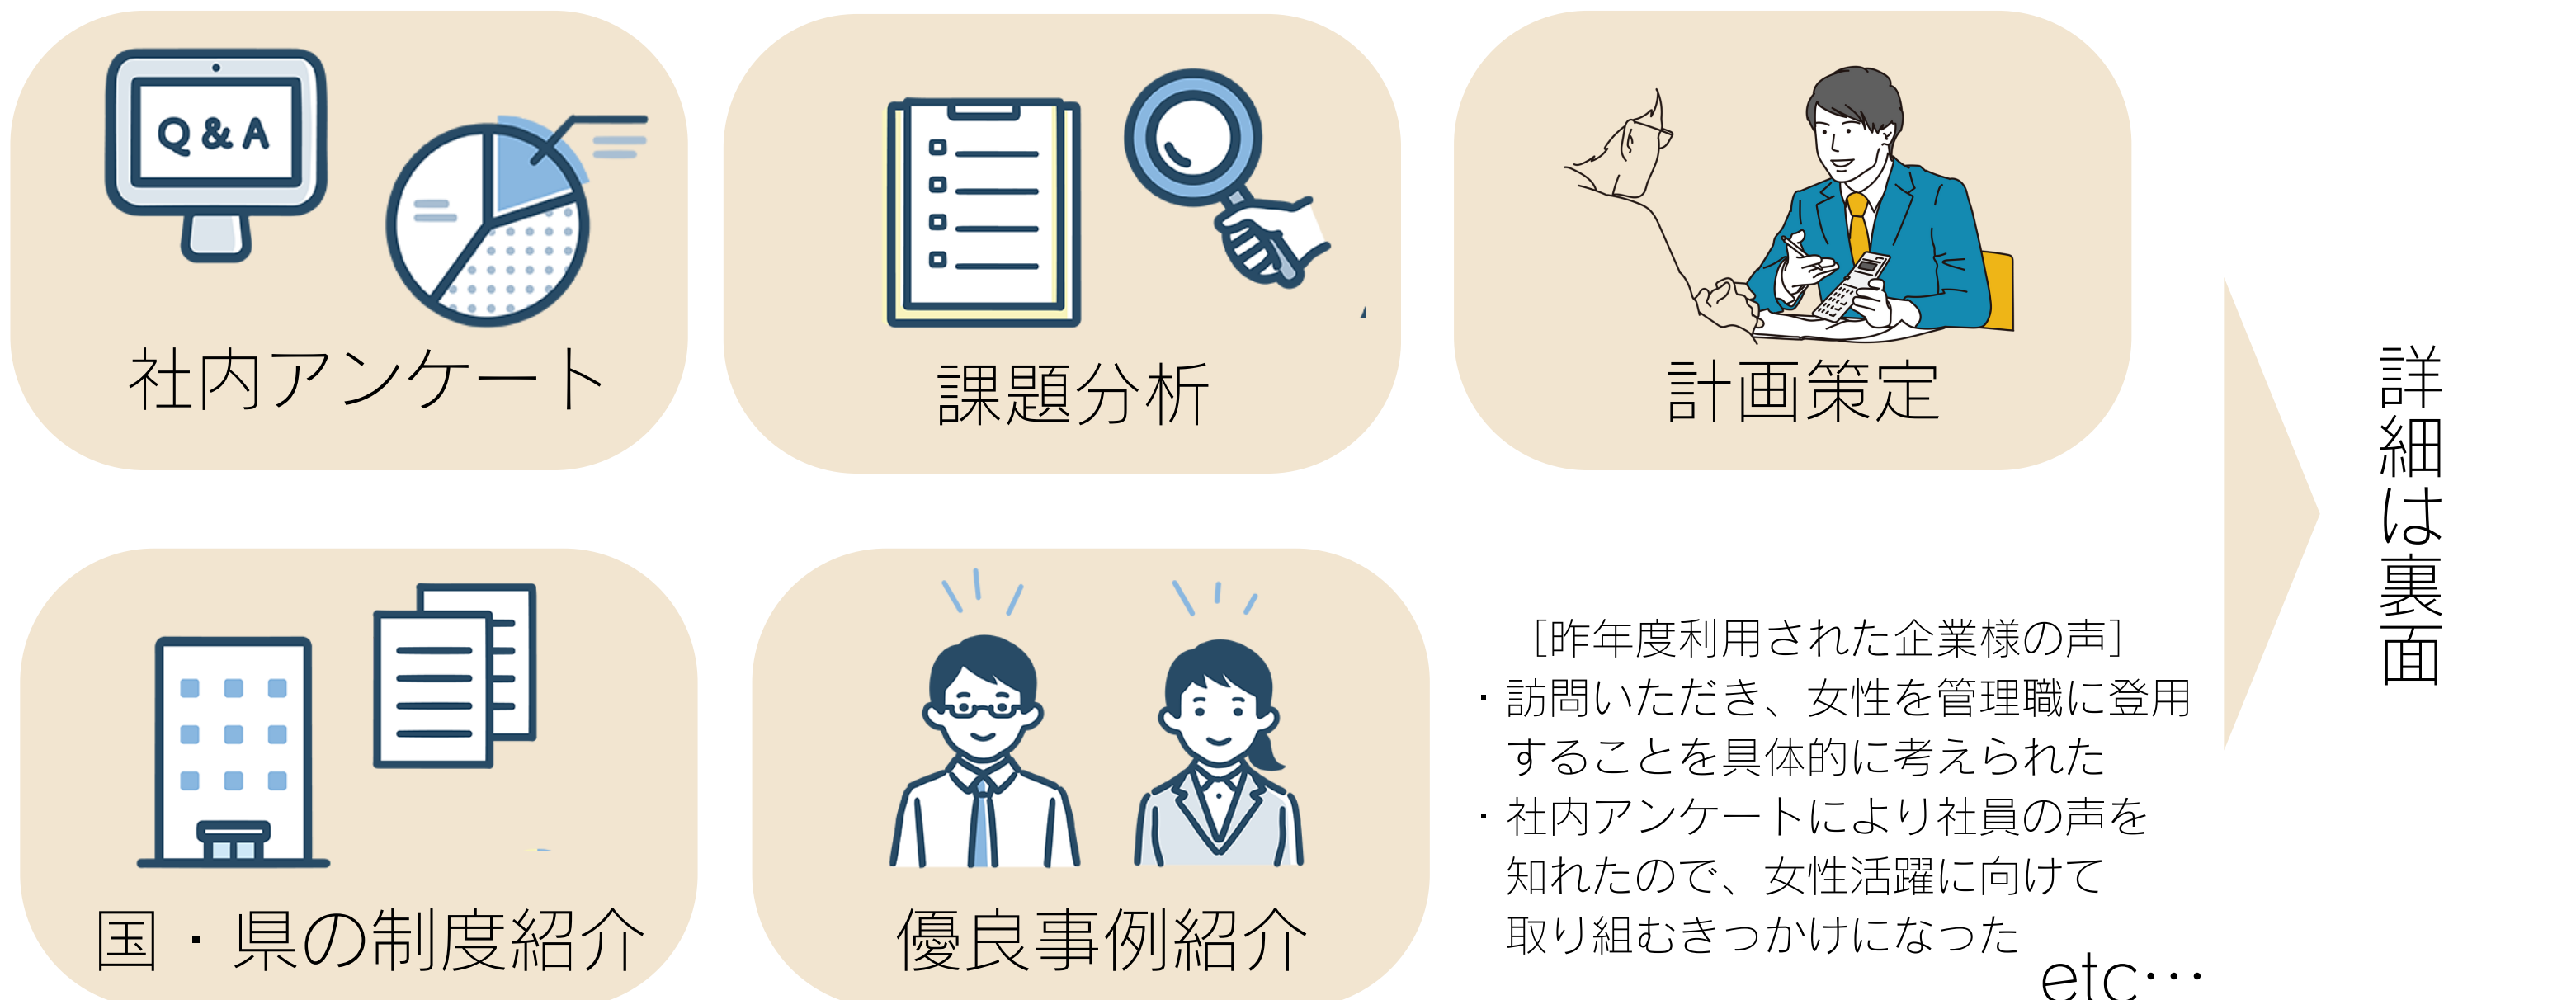 Q & A
社内アンケート
課題分析
計画策定
国・県の制度紹介
優良事例紹介
［昨年度利用された企業様の声］
・訪問いただき、女性を管理職に登用
することを具体的に考えられた
・社内アンケートにより社員の声を
知れたので、女性活躍に向けて
取り組むきっかけになった
etc…
詳細は裏面